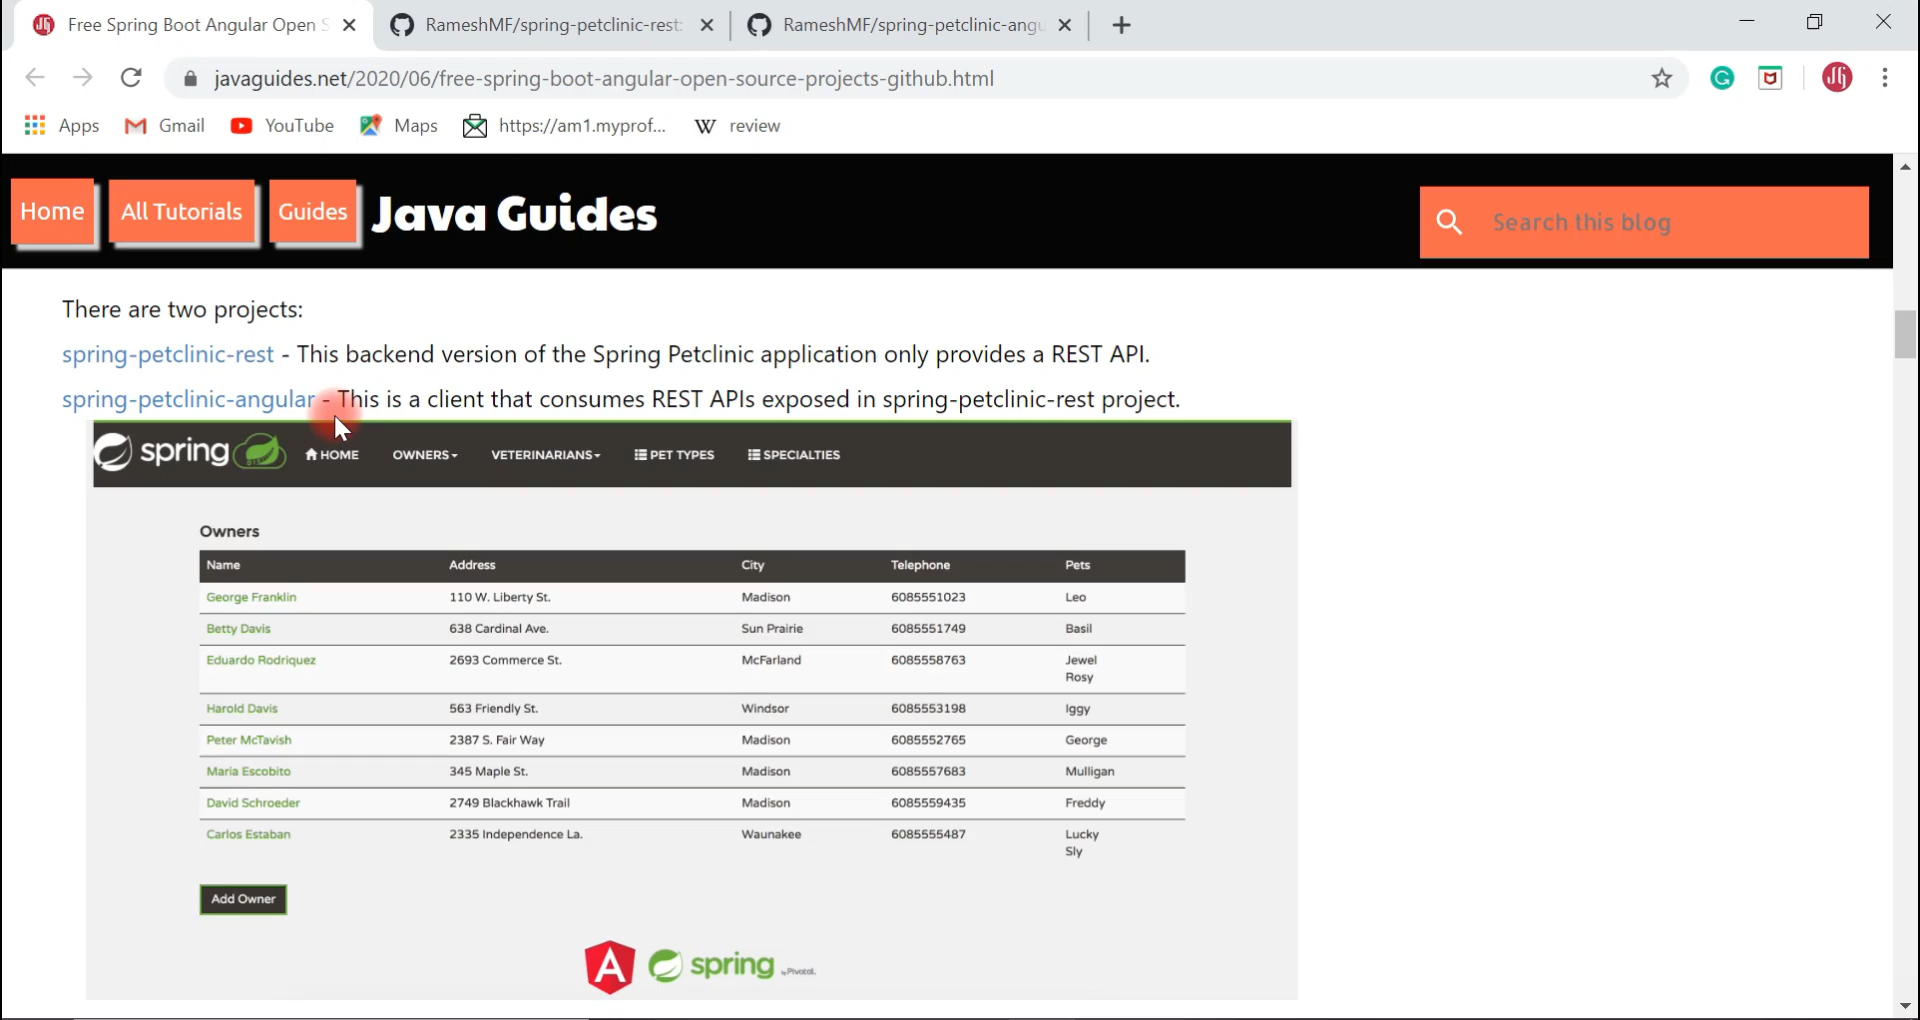 Free Spring Boot Angular Open S
RameshMF/spring-petclinic-rest:
RameshMF/spring-petclinic-angu
javaguides.net/2020/06/free-spring-boot-angular-open-source-projects-github.html
Apps
Gmail
YouTube
Maps
https://am1.myprof...
W review
Home
All Tutorials
Guides
Java Guides
Search this blog
There are two projects:
spring-petclinic-rest - This backend version of the Spring Petclinic application only provides a REST API.
spring-petclinic-angular - This is a client that consumes REST APIs exposed in spring-petclinic-rest project.
spring HOME OWNERS VETERINARIANS PET TYPES SPECIALTIES
Owners
Name Address City Telephone Pets
George Franklin 110 W. Liberty St. Madison 6085551023 Leo
Betty Davis 638 Cardinal Ave. Sun Prairie 6085551749 Basil
Eduardo Rodriquez 2693 Commerce St. McFarland 6085558763 Jewel
Rosy
Harold Davis 563 Friendly St. Windsor 6085553198 Iggy
Peter McTavish 2387 S. Fair Way Madison 6085552765 George
Maria Escobito 345 Maple St. Madison 6085557683 Mulligan
David Schroeder 2749 Blackhawk Trail Madison 6085559435 Freddy
Carlos Estaban 2335 Independence La. Waunakee 6085555487 Lucky
Sly
Add Owner
A spring by Pivotal.